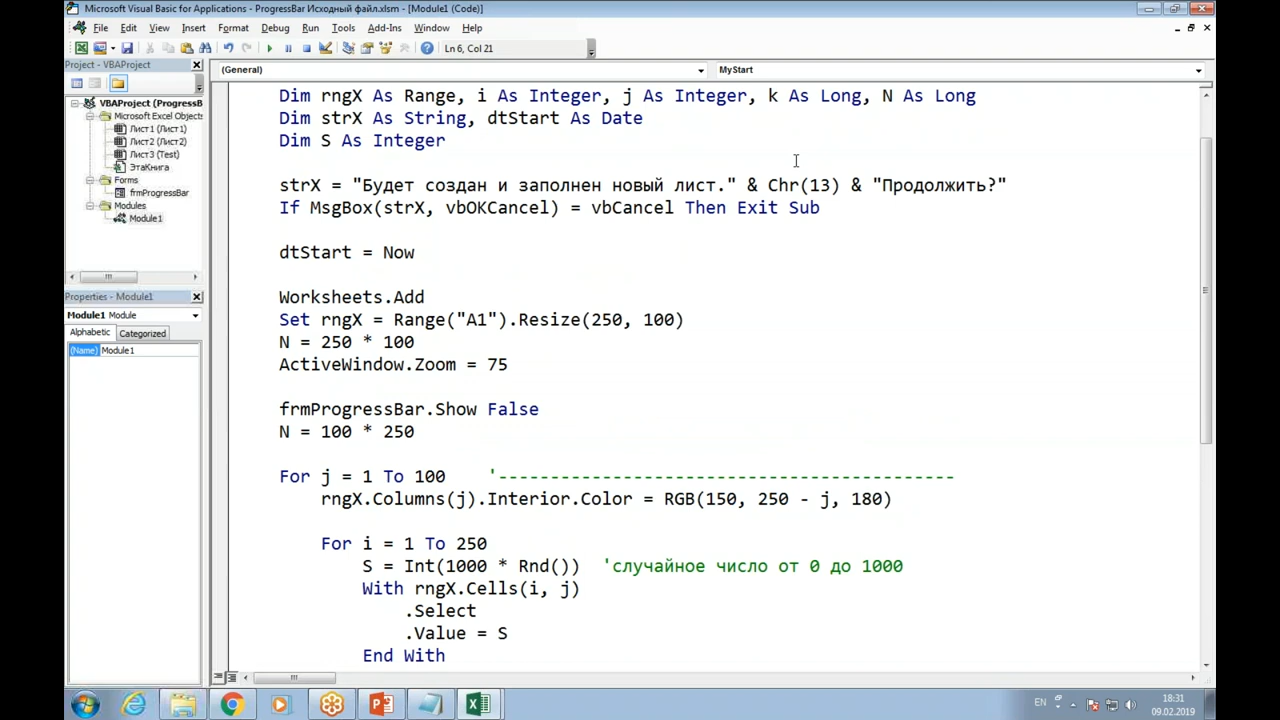 Microsoft Visual Basic for Applications - ProgressBar Исходный файл.xlsm - [Module1 (Code)]
File Edit View Insert Format Debug Run Tools Add-Ins Window Help
Ln 6, Col 21
Project - VBAProject
(General)
MyStart
VBAProject (ProgressB
Microsoft Excel Objects
Лист1 (Лист1)
Лист2 (Лист2)
Лист3 (Test)
ЭтаКнига
Forms
frmProgressBar
Modules
Module1
Properties - Module1
Module1 Module
Alphabetic Categorized
(Name) Module1
Dim rngX As Range, i As Integer, j As Integer, k As Long, N As Long
Dim strX As String, dtStart As Date
Dim S As Integer
strX = "Будет создан и заполнен новый лист." & Chr(13) & "Продолжить?"
If MsgBox(strX, vbOKCancel) = vbCancel Then Exit Sub
dtStart = Now
Worksheets.Add
Set rngX = Range("A1").Resize(250, 100)
N = 250 * 100
ActiveWindow.Zoom = 75
frmProgressBar.Show False
N = 100 * 250
For j = 1 To 100 '--------------------------------------------
rngX.Columns(j).Interior.Color = RGB(150, 250 - j, 180)
For i = 1 To 250
S = Int(1000 * Rnd()) 'случайное число от 0 до 1000
With rngX.Cells(i, j)
.Select
.Value = S
End With
EN
18:31
09.02.2019